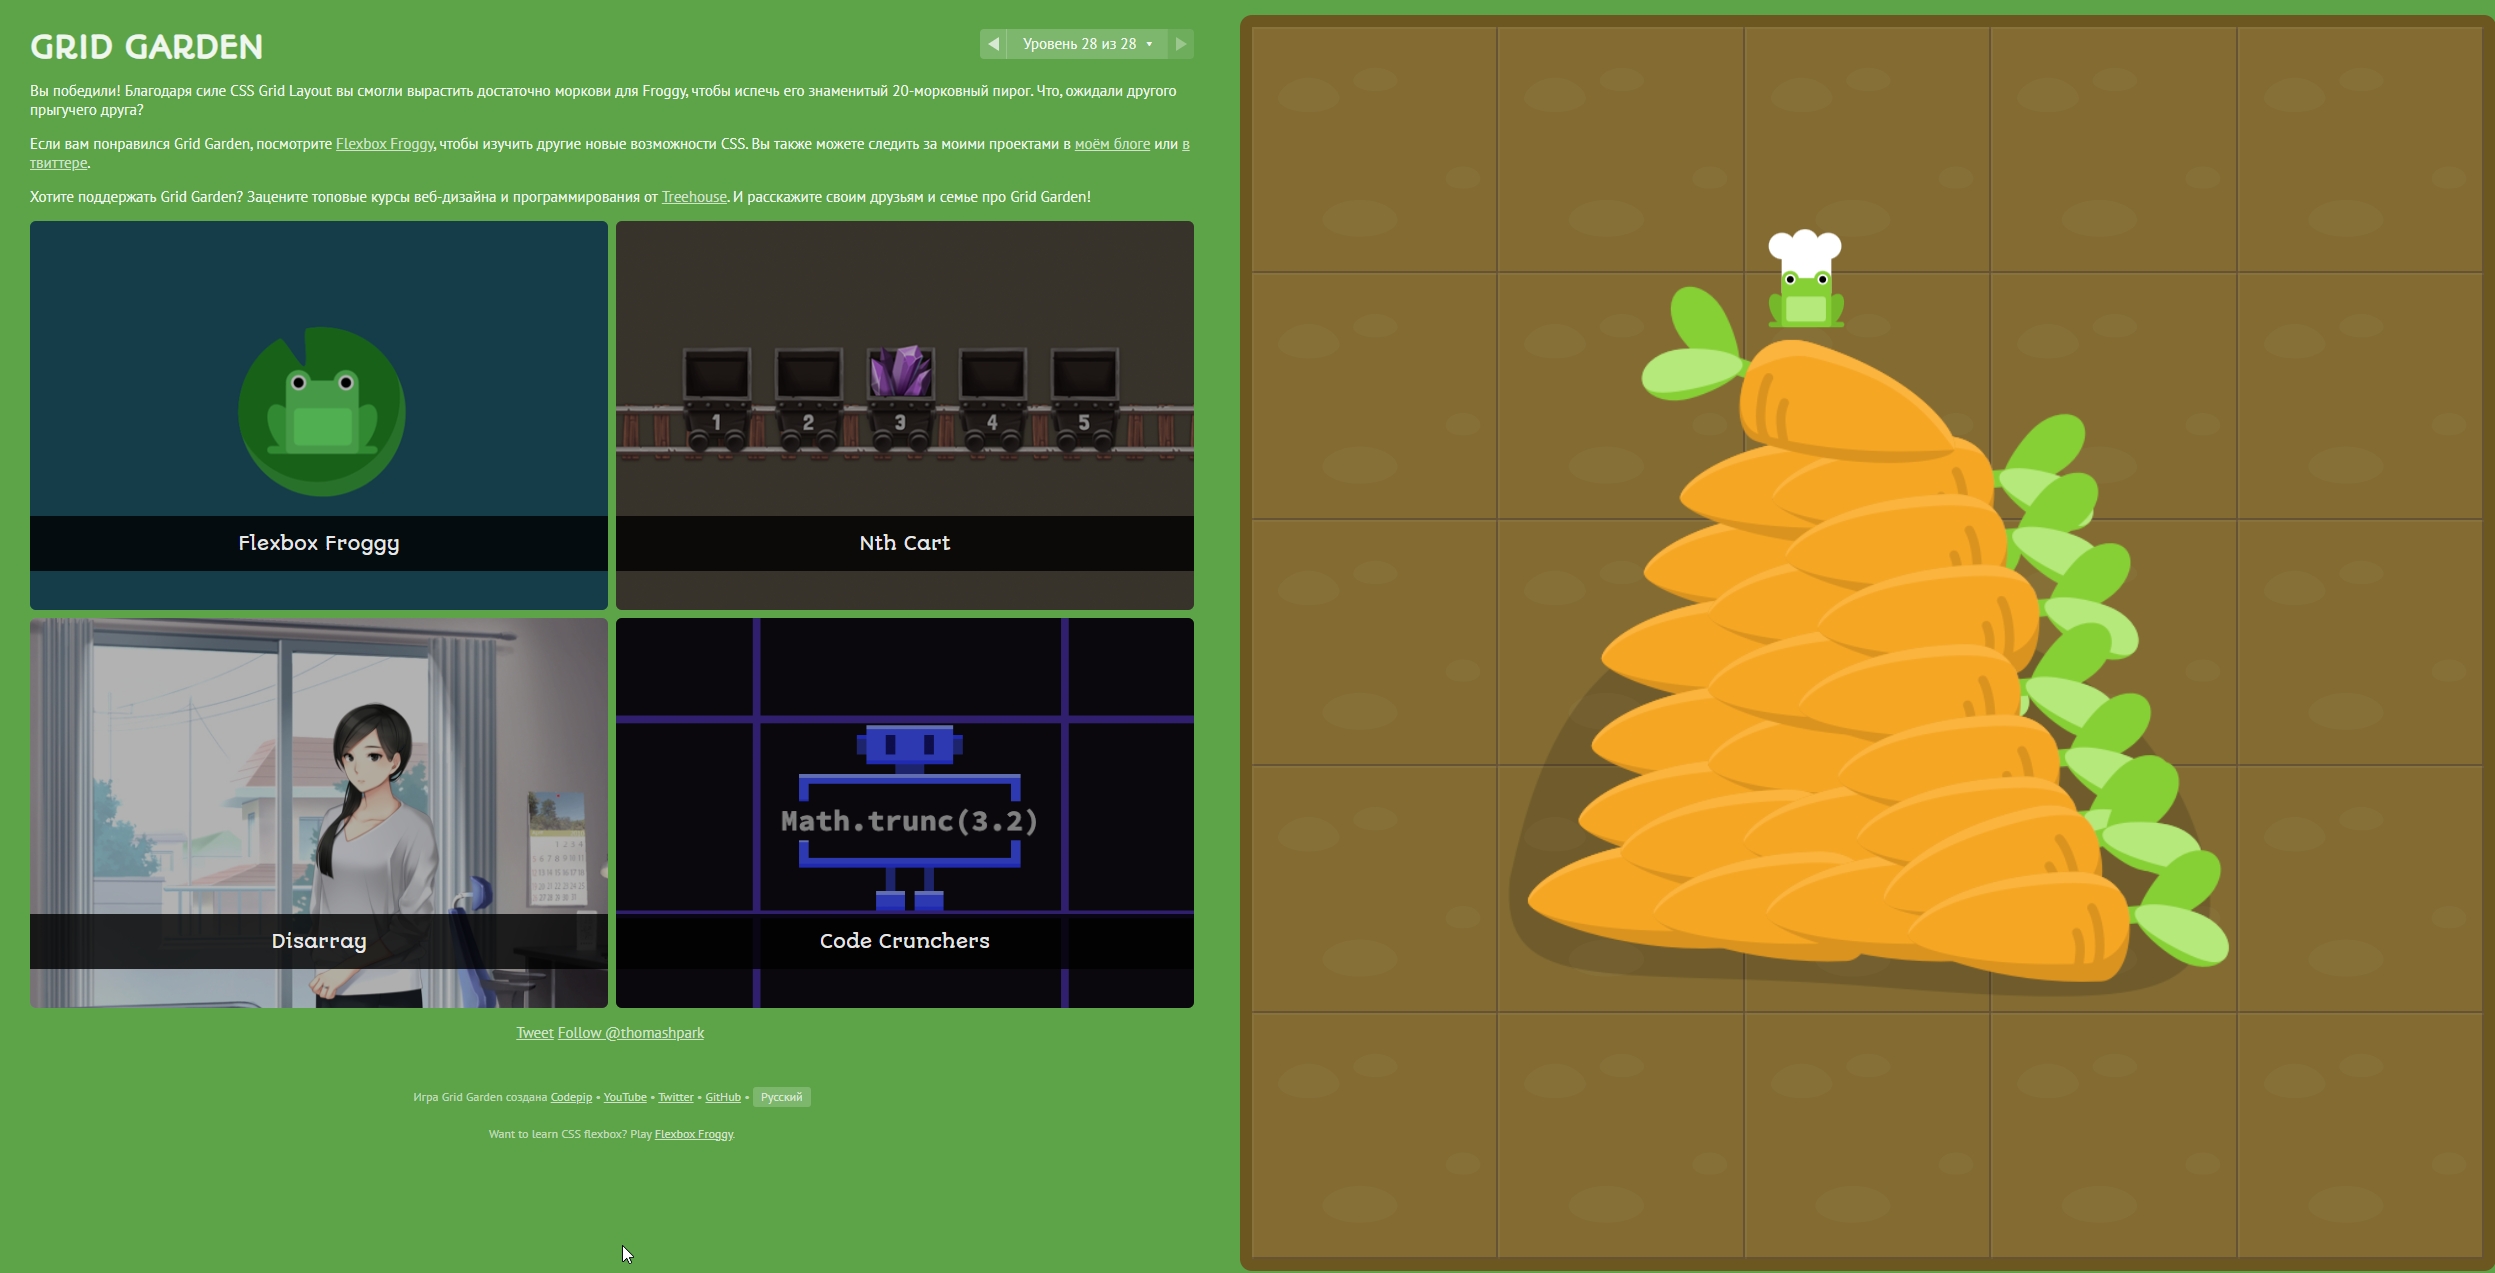 GRID GARDEN
Уровень 28 из 28
Вы победили! Благодаря силе CSS Grid Layout вы смогли вырастить достаточно моркови для Froggy, чтобы испечь его знаменитый 20-морковный пирог. Что, ожидали другого
прыгучего друга?
Если вам понравился Grid Garden, посмотрите Flexbox Froggy, чтобы изучить другие новые возможности CSS. Вы также можете следить за моими проектами в моём блоге или в
твиттере.
Хотите поддержать Grid Garden? Зацените топовые курсы веб-дизайна и программирования от Treehouse. И расскажите своим друзьям и семье про Grid Garden!
1 2 3 4 5
Flexbox Froggy
Nth Cart
Math.trunc(3.2)
Disarray
Code Crunchers
Tweet Follow @thomashpark
Игра Grid Garden создана Codepip • YouTube • Twitter • GitHub • Русский
Want to learn CSS flexbox? Play Flexbox Froggy.